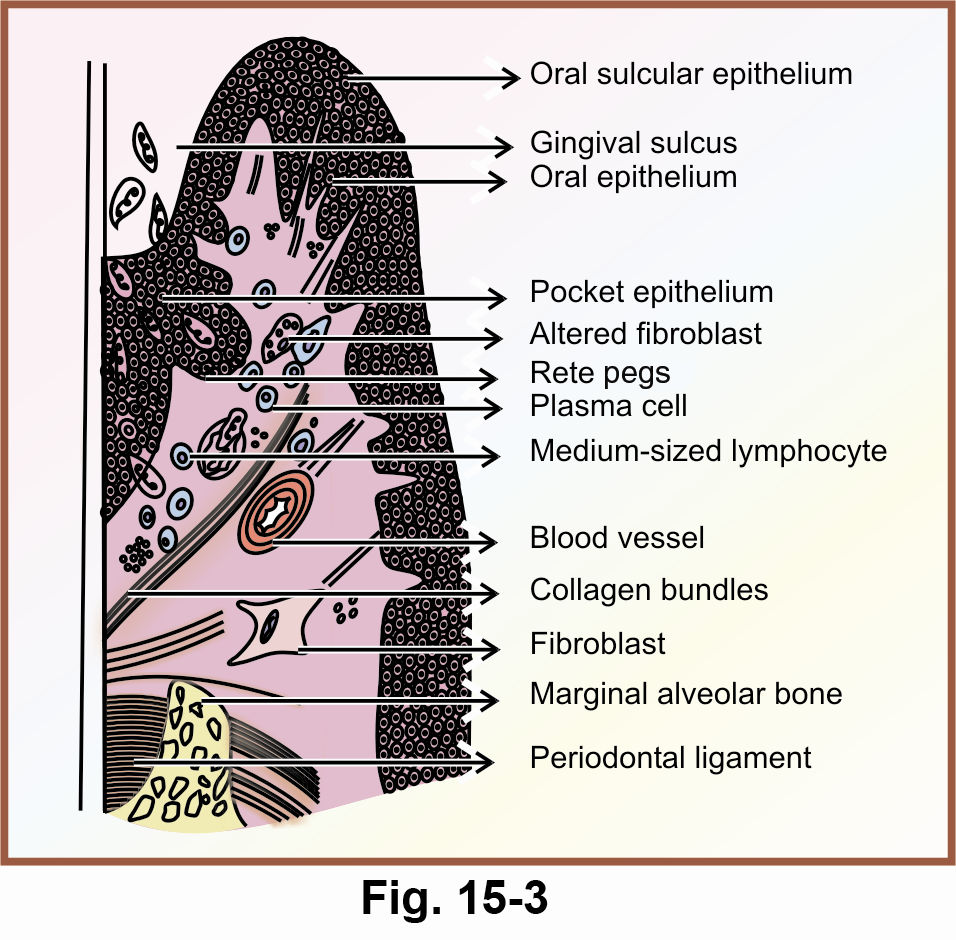 Oral sulcular epithelium
Gingival sulcus
Oral epithelium
Pocket epithelium
Altered fibroblast
Rete pegs
Plasma cell
Medium-sized lymphocyte
Blood vessel
Collagen bundles
Fibroblast
Marginal alveolar bone
Periodontal ligament
Fig. 15-3